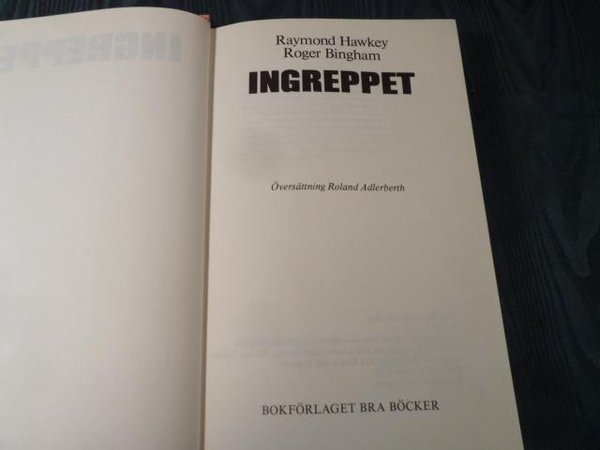 Raymond Hawkey
Roger Bingham
INGREPPET
Översättning Roland Adlerberth
BOKFÖRLAGET BRA BÖCKER